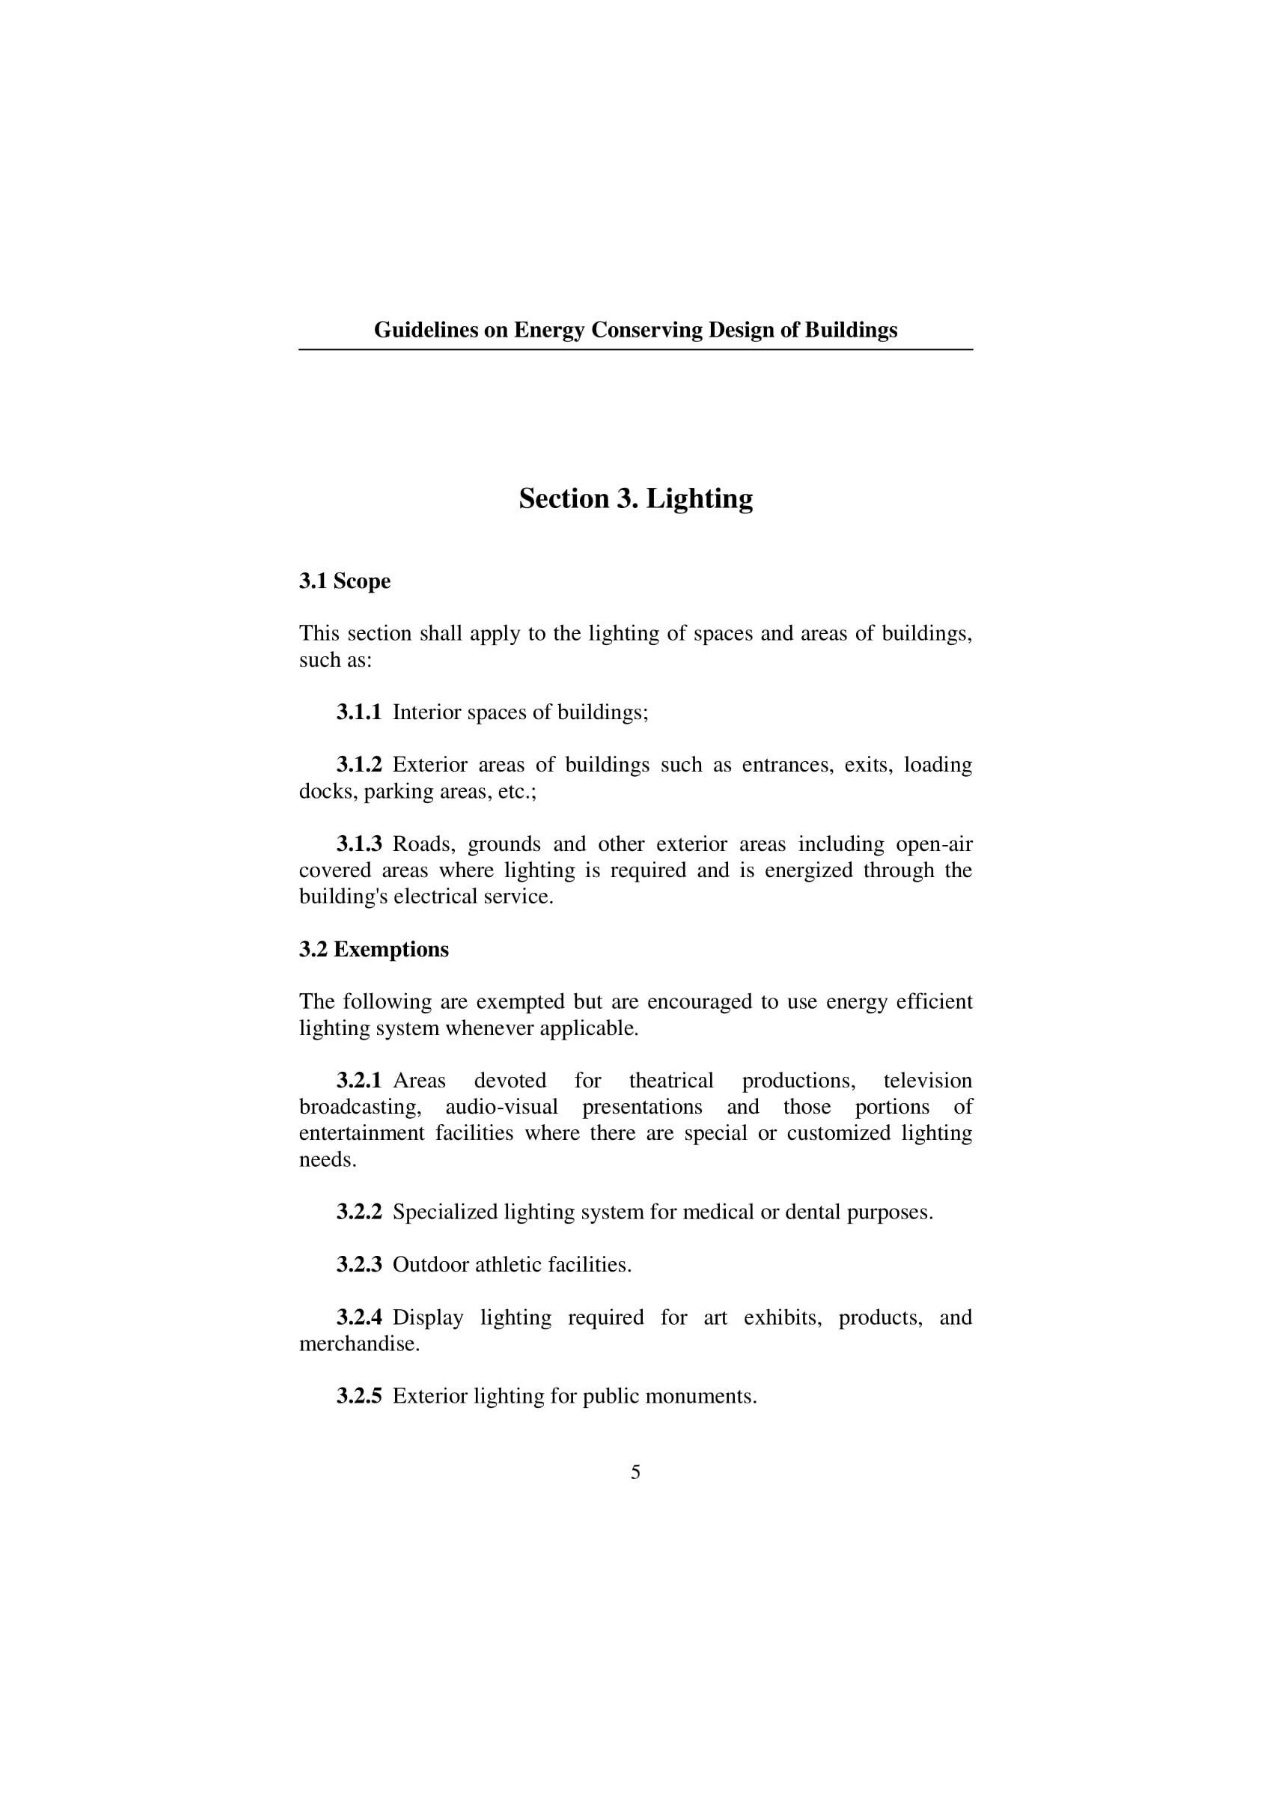 Guidelines on Energy Conserving Design of Buildings
Section 3. Lighting
3.1 Scope
This section shall apply to the lighting of spaces and areas of buildings,
such as:
3.1.1 Interior spaces of buildings;
3.1.2 Exterior areas of buildings such as entrances, exits, loading
docks, parking areas, etc.;
3.1.3 Roads, grounds and other exterior areas including open-air
covered areas where lighting is required and is energized through the
building's electrical service.
3.2 Exemptions
The following are exempted but are encouraged to use energy efficient
lighting system whenever applicable.
3.2.1 Areas devoted for theatrical productions, television
broadcasting, audio-visual presentations and those portions of
entertainment facilities where there are special or customized lighting
needs.
3.2.2 Specialized lighting system for medical or dental purposes.
3.2.3 Outdoor athletic facilities.
3.2.4 Display lighting required for art exhibits, products, and
merchandise.
3.2.5 Exterior lighting for public monuments.
5